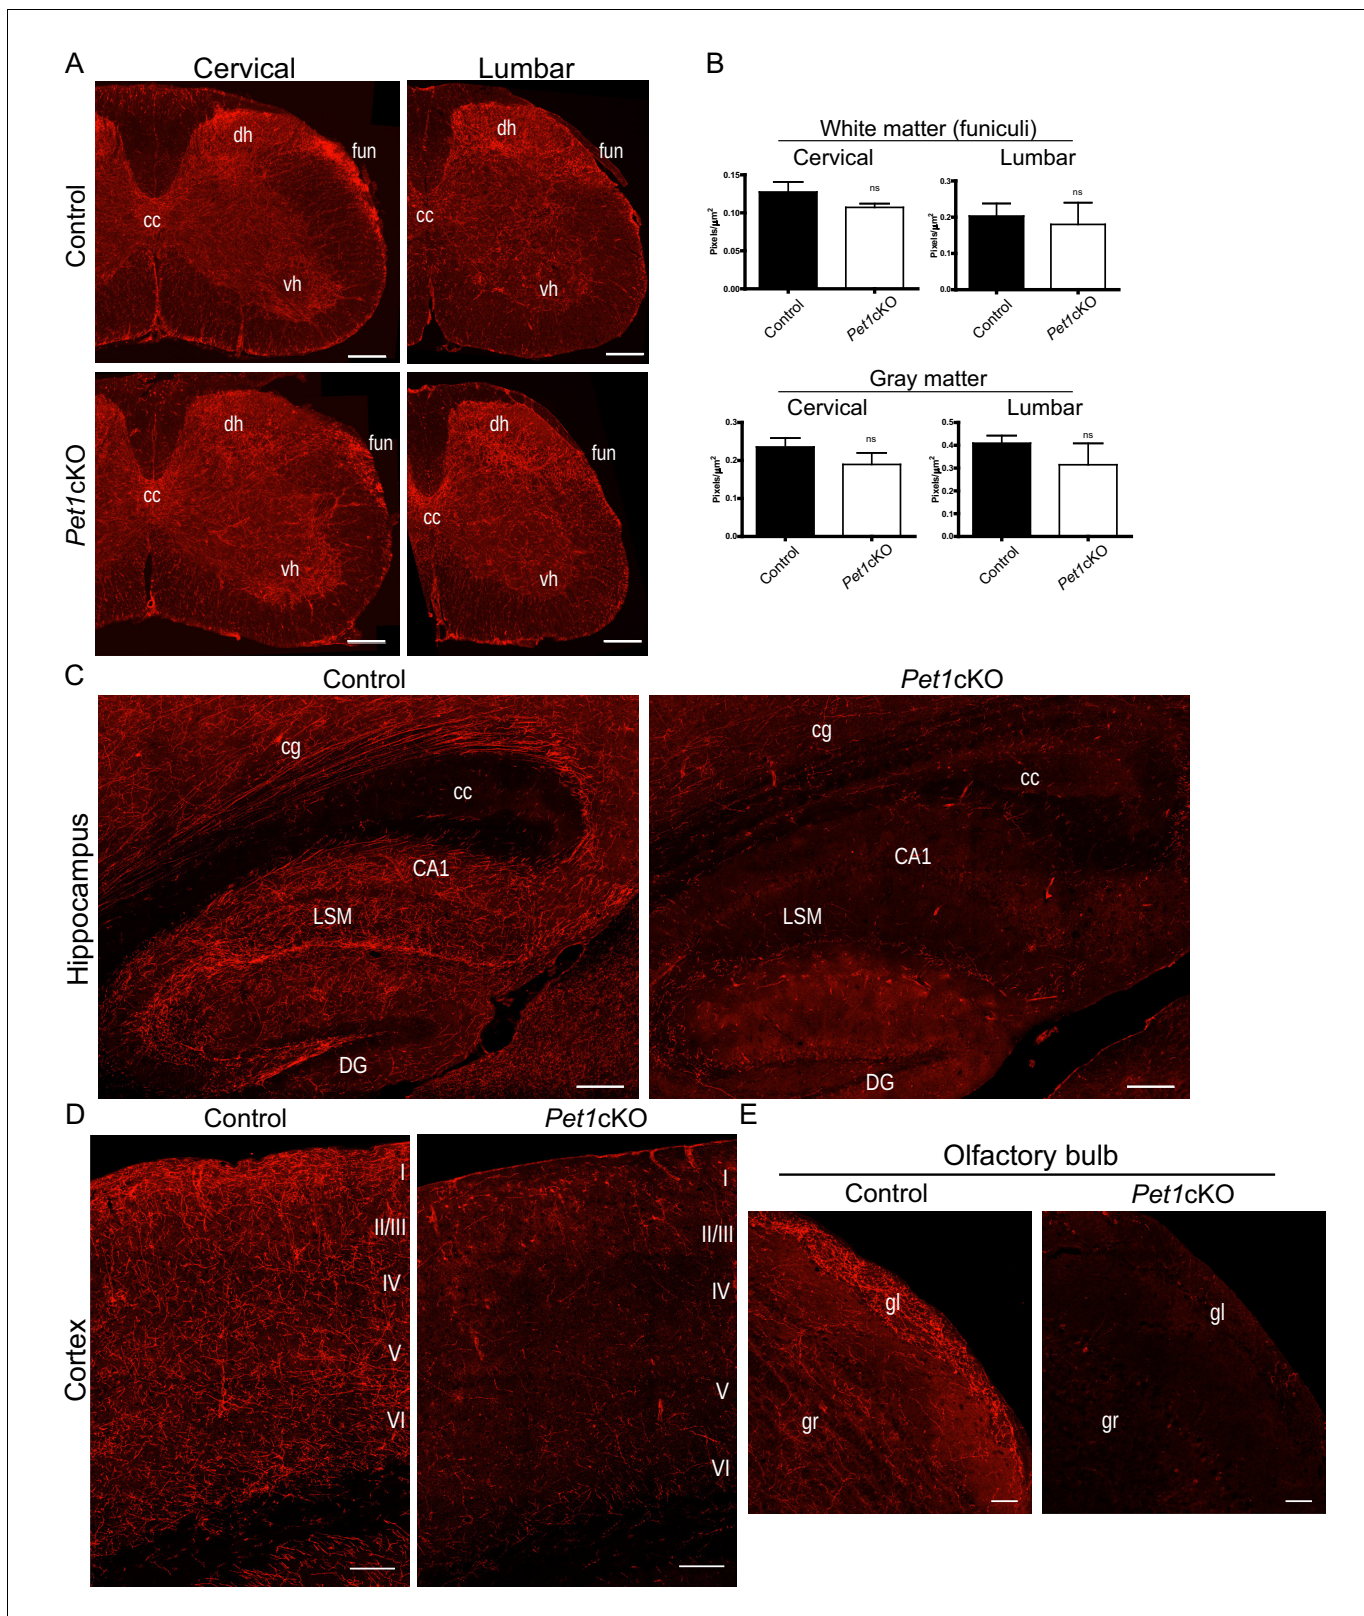 A
Cervical
Lumbar
Control
dh
fun
cc
vh
dh
fun
cc
vh
Pet1cKO
dh
fun
cc
vh
dh
fun
cc
vh
B
White matter (funiculi)
Cervical
Lumbar
Pixels/µm²
0.15
0.10
0.05
0.00
ns
Control
Pet1cKO
Pixels/µm²
0.3
0.2
0.1
0.0
ns
Control
Pet1cKO
Gray matter
Cervical
Lumbar
Pixels/µm²
0.3
0.2
0.1
0.0
ns
Control
Pet1cKO
Pixels/µm²
0.5
0.4
0.3
0.2
0.1
0.0
ns
Control
Pet1cKO
C
Control
Pet1cKO
Hippocampus
cg
cc
CA1
LSM
DG
cg
cc
CA1
LSM
DG
D
Control
Pet1cKO
Cortex
I
II/III
IV
V
VI
I
II/III
IV
V
VI
E
Olfactory bulb
Control
Pet1cKO
gl
gr
gl
gr